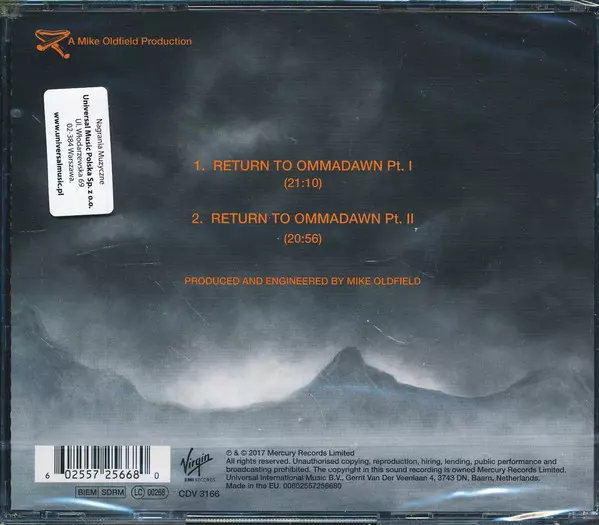 A Mike Oldfield Production
Nagrania Muzyczne
Universal Music Polska Sp. z o.o.
Ul. Włodarzewska 69
02-384 Warszawa,
www.universalmusic.pl
1. RETURN TO OMMADAWN Pt. I
(21:10)
2. RETURN TO OMMADAWN Pt. II
(20:56)
PRODUCED AND ENGINEERED BY MIKE OLDFIELD
6 02557 25668 0
BIEM SDRM LC 00268
Virgin
EMI RECORDS
CDV 3166
℗ & © 2017 Mercury Records Limited
All rights reserved. Unauthorised copying, reproduction, hiring, lending, public performance and
broadcasting prohibited. The copyright in this sound recording is owned Mercury Records Limited.
Universal International Music B.V., Gerrit Van Der Veenlaan 4, 3743 DN, Baarn, Netherlands.
Made in the EU. 00602557256680